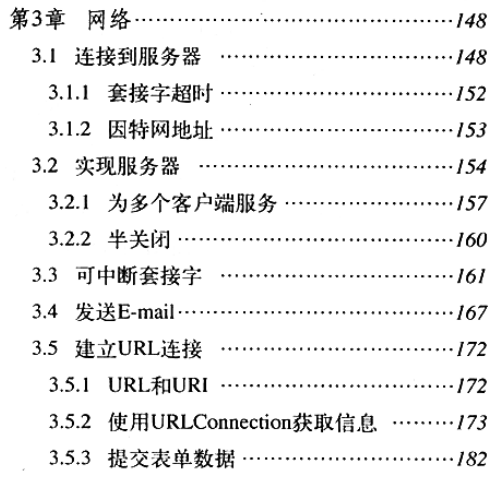 第3章 网络……………………………………148
3.1 连接到服务器 ……………………………148
3.1.1 套接字超时……………………………152
3.1.2 因特网地址……………………………153
3.2 实现服务器 ………………………………154
3.2.1 为多个客户端服务……………………157
3.2.2 半关闭…………………………………160
3.3 可中断套接字 ……………………………161
3.4 发送E-mail…………………………………167
3.5 建立URL连接 ……………………………172
3.5.1 URL和URI ……………………………172
3.5.2 使用URLConnection获取信息 ………173
3.5.3 提交表单数据…………………………182